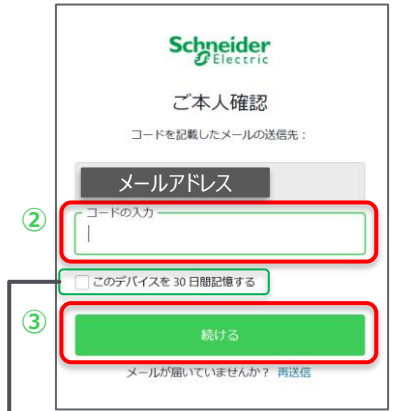 Schneider
Electric
ご本人確認
コードを記載したメールの送信先：
メールアドレス
②
コードの入力
このデバイスを 30 日間記憶する
③
続ける
メールが届いていませんか？ 再送信